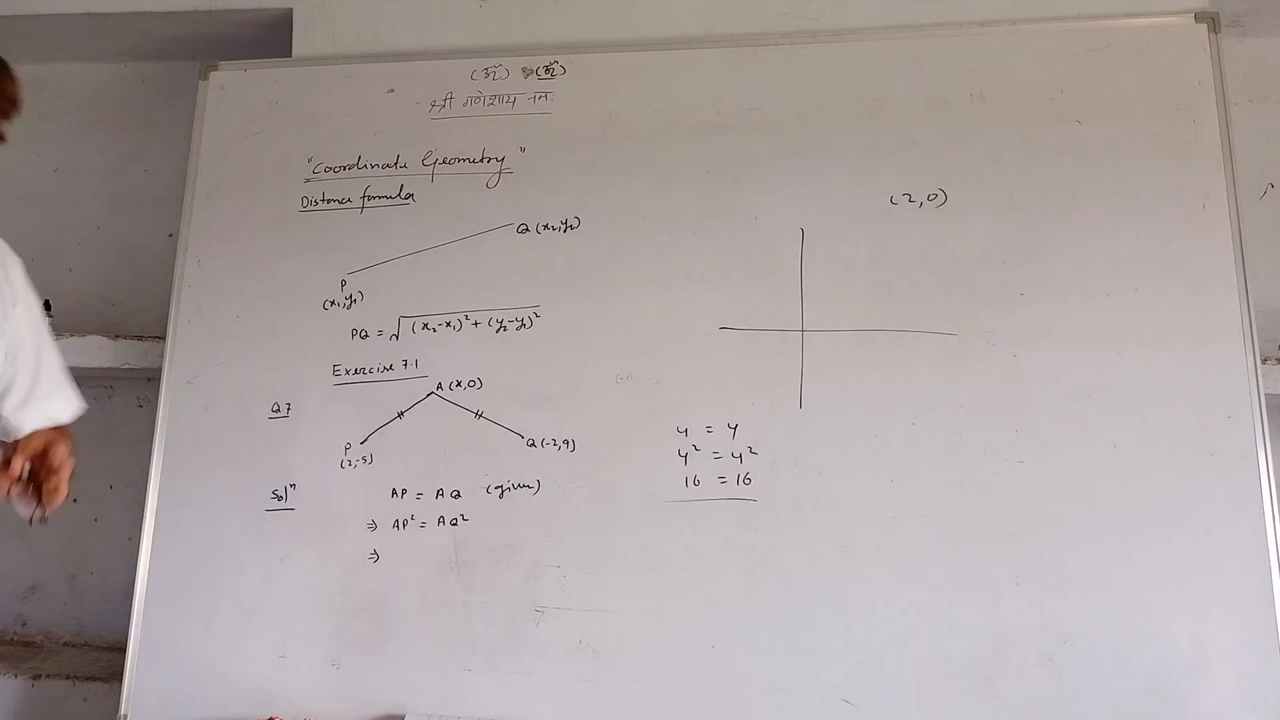 (ॐ) (ॐ)
श्री गणेशाय नमः
"Coordinate Geometry"
Distance formula
(2,0)
Q (x₂,y₂)
P
(x₁,y₁)
PQ = √(x₂-x₁)² + (y₂-y₁)²
Exercise 7.1
A (x,0)
Q.7
P
(2,-5)
Q (-2,9)
Solⁿ
AP = AQ (given)
⇒ AP² = AQ²
⇒
4 = 4
4² = 4²
16 = 16